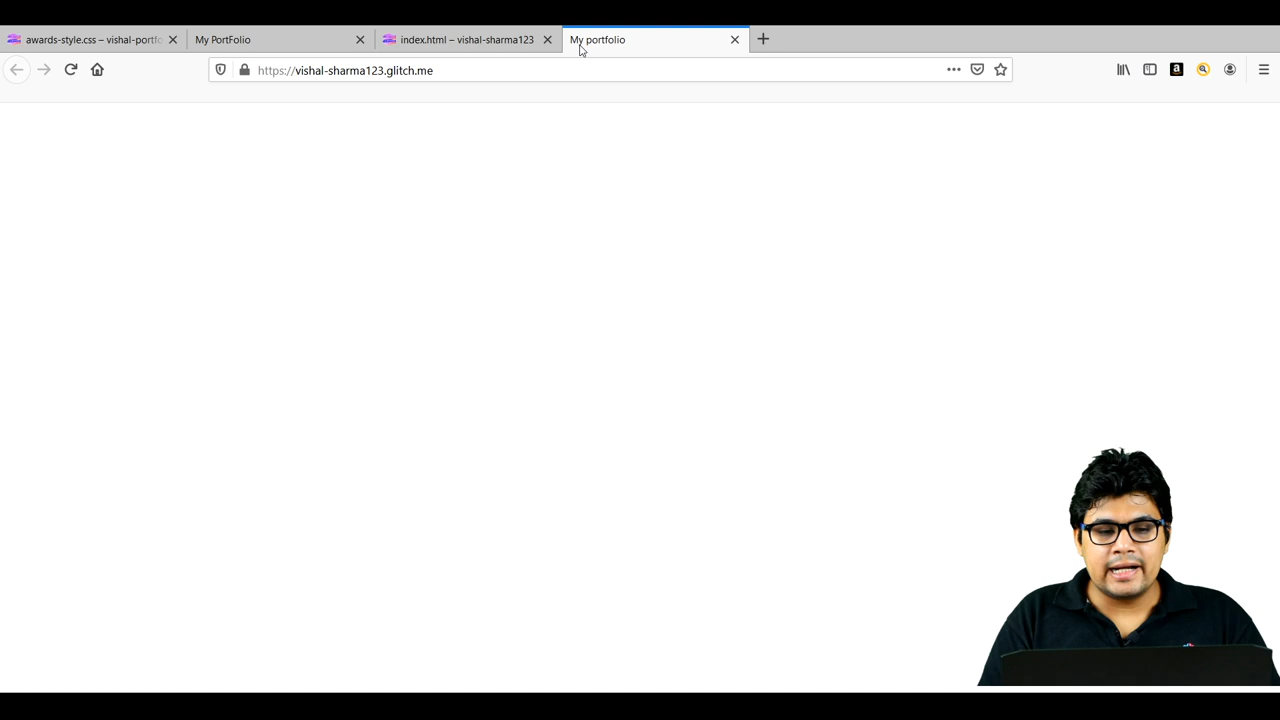 awards-style.css – vishal-portfo
My PortFolio
index.html – vishal-sharma123
My portfolio
https://vishal-sharma123.glitch.me
a